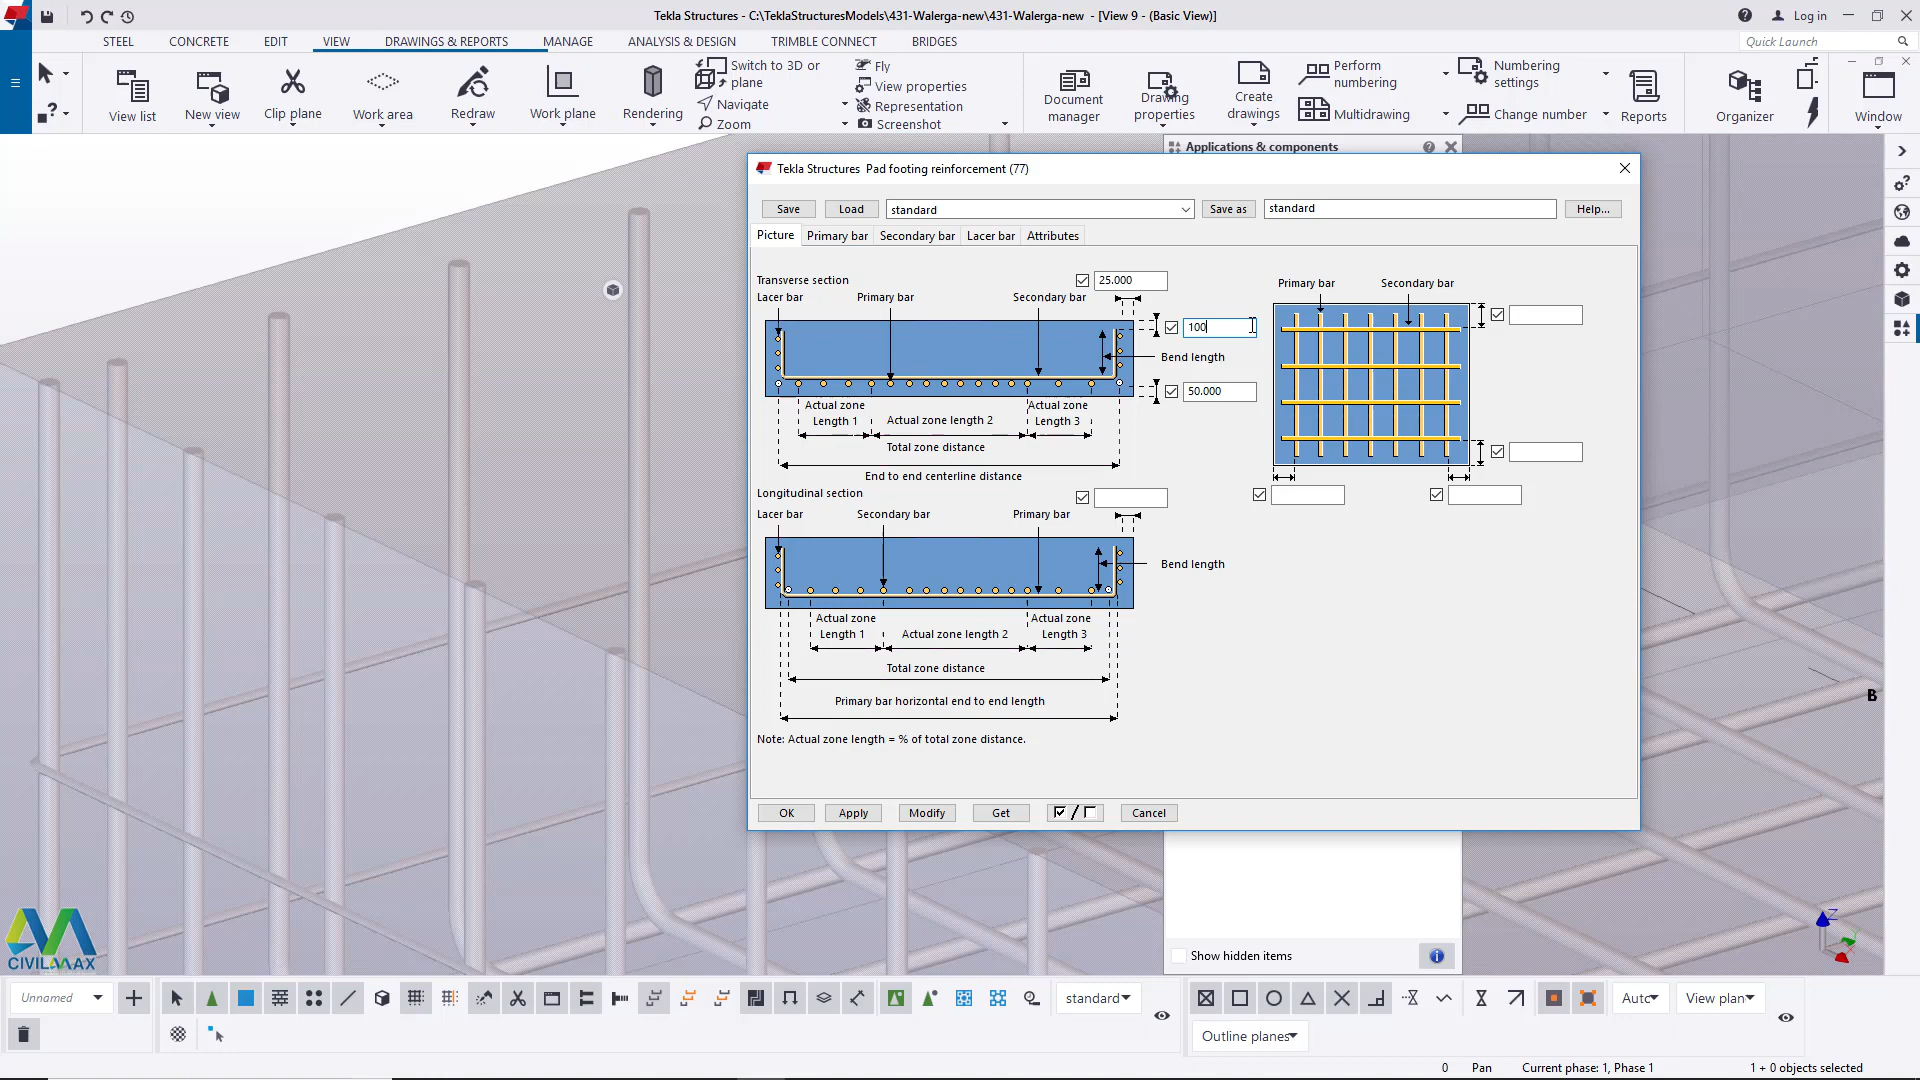 Tekla Structures - C:\TeklaStructuresModels\431-Walerga-new\431-Walerga-new - [View 9 - (Basic View)]
Log in
STEEL CONCRETE EDIT VIEW DRAWINGS & REPORTS MANAGE ANALYSIS & DESIGN TRIMBLE CONNECT BRIDGES
Quick Launch
View list
New view
Clip plane
Work area
Redraw
Work plane
Rendering
Switch to 3D or plane
Navigate
Zoom
Fly
View properties
Representation
Screenshot
Document manager
Drawing properties
Create drawings
Perform numbering
Multidrawing
Numbering settings
Change number
Reports
Organizer
Window
Applications & components
Tekla Structures Pad footing reinforcement (77)
Save
Load
standard
Save as
standard
Help...
Picture
Primary bar
Secondary bar
Lacer bar
Attributes
Transverse section
25.000
Lacer bar
Primary bar
Secondary bar
100
Bend length
50.000
Actual zone
Length 1
Actual zone length 2
Actual zone
Length 3
Total zone distance
End to end centerline distance
Primary bar
Secondary bar
Longitudinal section
Lacer bar
Secondary bar
Primary bar
Bend length
Actual zone
Length 1
Actual zone length 2
Actual zone
Length 3
Total zone distance
Primary bar horizontal end to end length
Note: Actual zone length = % of total zone distance.
OK
Apply
Modify
Get
Cancel
B
Z
CIVILMAX
Show hidden items
Unnamed
standard
Auto
View plan
Outline planes
0
Pan
Current phase: 1, Phase 1
1 + 0 objects selected